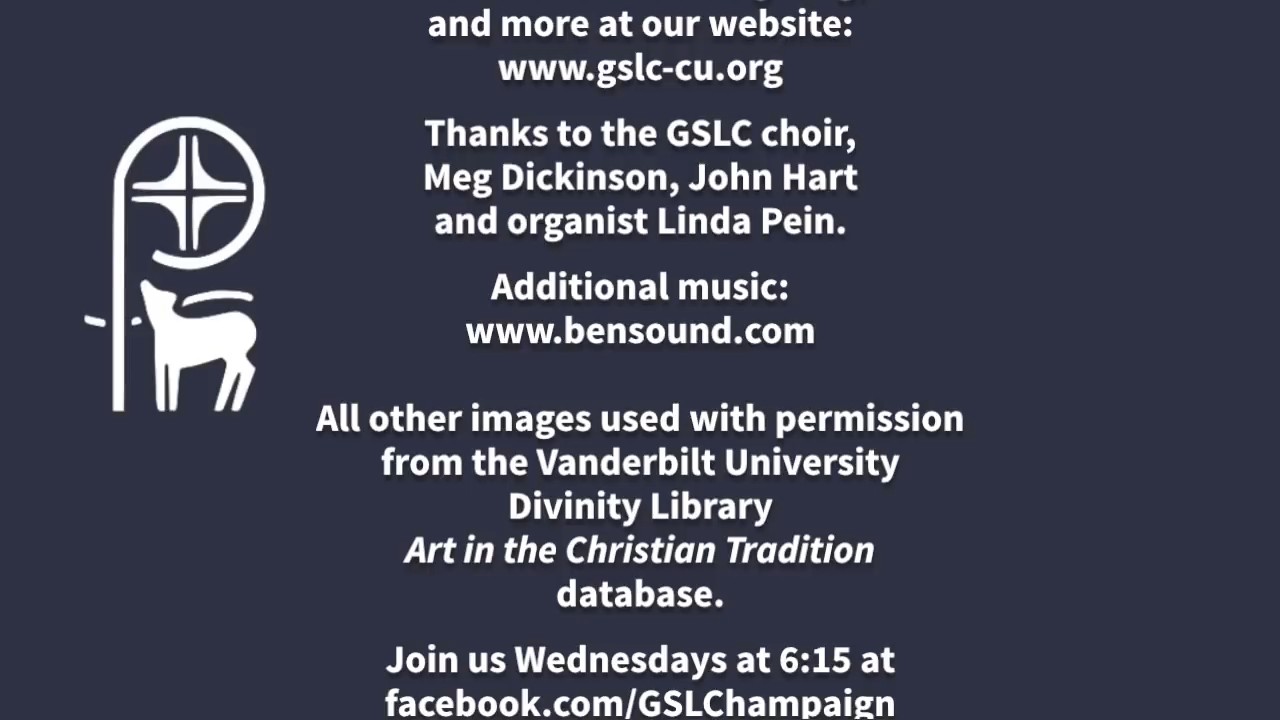 and more at our website:
www.gslc-cu.org
Thanks to the GSLC choir,
Meg Dickinson, John Hart
and organist Linda Pein.
Additional music:
www.bensound.com
All other images used with permission
from the Vanderbilt University
Divinity Library
Art in the Christian Tradition
database.
Join us Wednesdays at 6:15 at
facebook.com/GSLChampaign